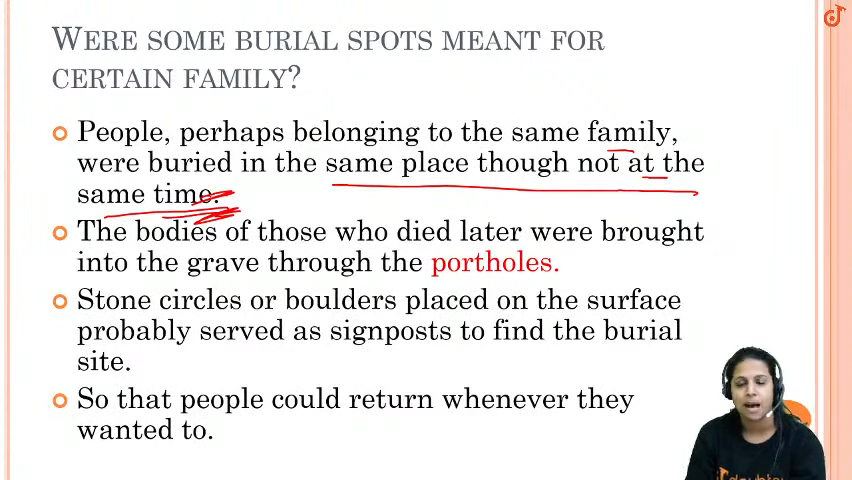 WERE SOME BURIAL SPOTS MEANT FOR
CERTAIN FAMILY?
People, perhaps belonging to the same family,
were buried in the same place though not at the
same time.
The bodies of those who died later were brought
into the grave through the portholes.
Stone circles or boulders placed on the surface
probably served as signposts to find the burial
site.
So that people could return whenever they
wanted to.